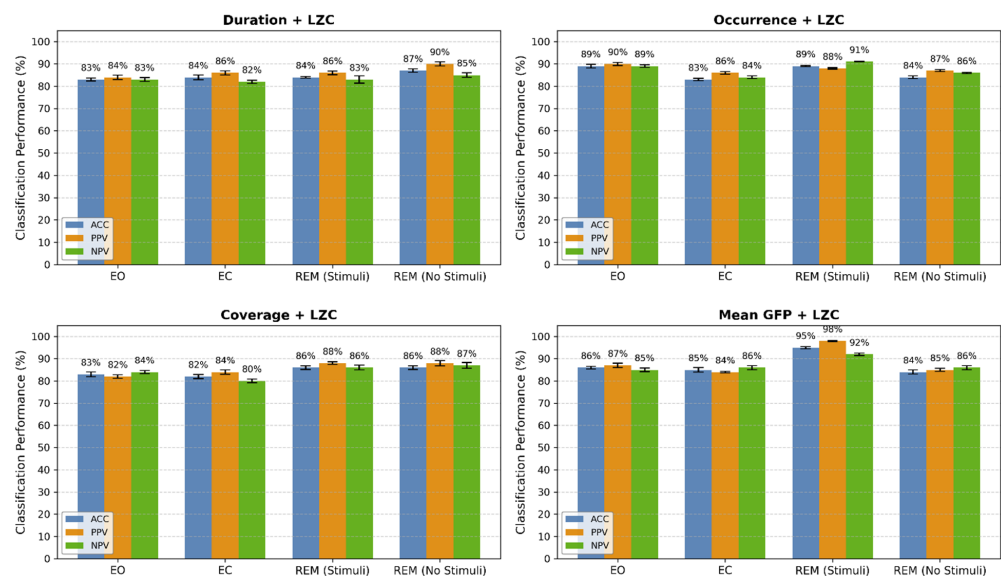 Duration + LZC
Classification Performance (%)
100
90
80
70
60
50
40
30
20
10
0
83% 84% 83%
84% 86% 82%
84% 86% 83%
87% 90% 85%
ACC
PPV
NPV
EO EC REM (Stimuli) REM (No Stimuli)
Occurrence + LZC
Classification Performance (%)
100
90
80
70
60
50
40
30
20
10
0
89% 90% 89%
83% 86% 84%
89% 88% 91%
84% 87% 86%
ACC
PPV
NPV
EO EC REM (Stimuli) REM (No Stimuli)
Coverage + LZC
Classification Performance (%)
100
90
80
70
60
50
40
30
20
10
0
83% 82% 84%
82% 84% 80%
86% 88% 86%
86% 88% 87%
ACC
PPV
NPV
EO EC REM (Stimuli) REM (No Stimuli)
Mean GFP + LZC
Classification Performance (%)
100
90
80
70
60
50
40
30
20
10
0
86% 87% 85%
85% 84% 86%
95% 98% 92%
84% 85% 86%
ACC
PPV
NPV
EO EC REM (Stimuli) REM (No Stimuli)